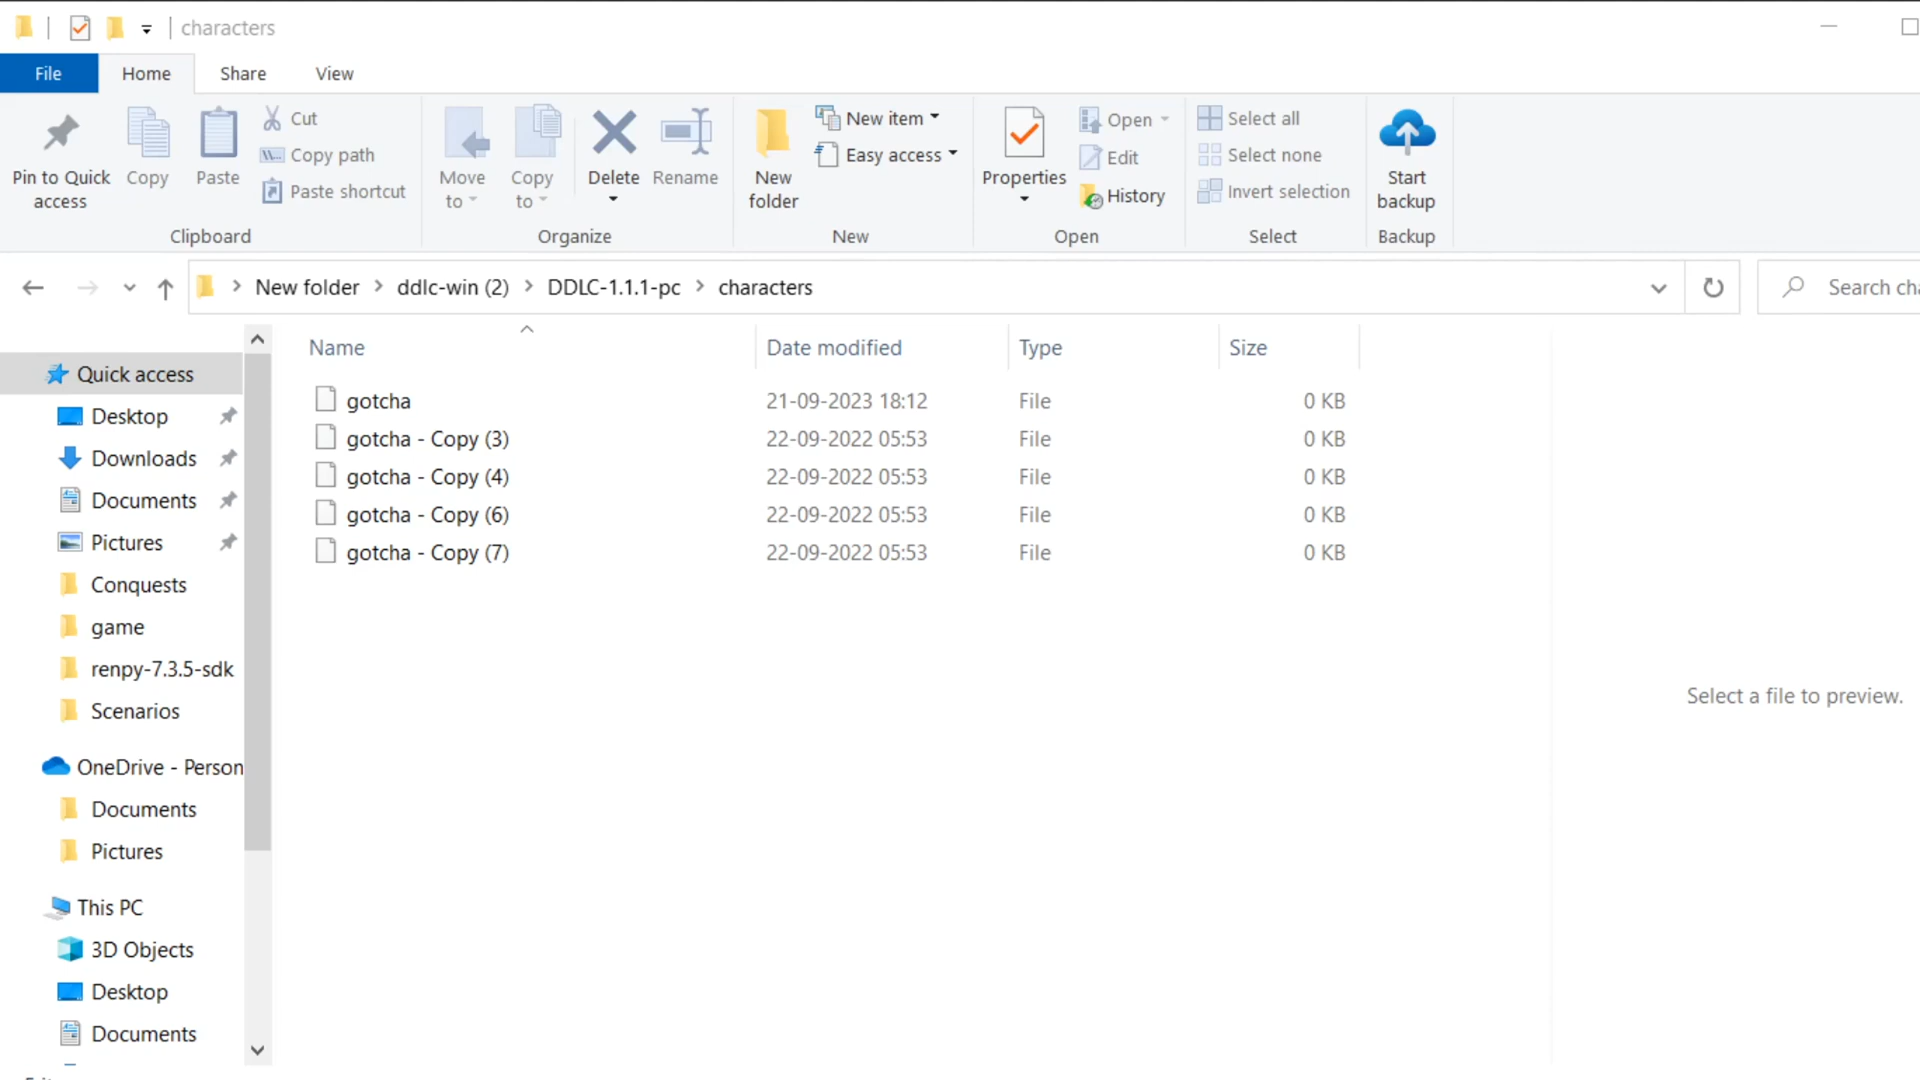 characters
File Home Share View
Pin to Quick access
Copy
Paste
Cut
Copy path
Paste shortcut
Clipboard
Move to
Copy to
Delete
Rename
Organize
New folder
New item
Easy access
New
Properties
Open
Edit
History
Open
Select all
Select none
Invert selection
Select
Start backup
Backup
New folder > ddlc-win (2) > DDLC-1.1.1-pc > characters
Search cha
Quick access
Desktop
Downloads
Documents
Pictures
Conquests
game
renpy-7.3.5-sdk
Scenarios
OneDrive - Person
Documents
Pictures
This PC
3D Objects
Desktop
Documents
Name Date modified Type Size
gotcha 21-09-2023 18:12 File 0 KB
gotcha - Copy (3) 22-09-2022 05:53 File 0 KB
gotcha - Copy (4) 22-09-2022 05:53 File 0 KB
gotcha - Copy (6) 22-09-2022 05:53 File 0 KB
gotcha - Copy (7) 22-09-2022 05:53 File 0 KB
Select a file to preview.